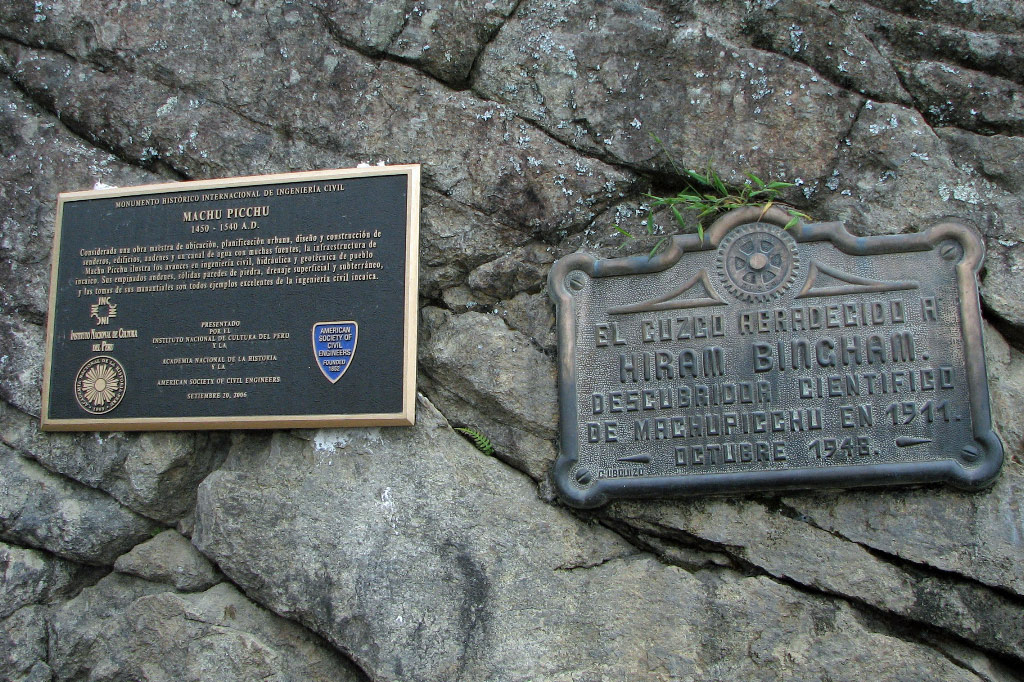 MONUMENTO HISTÓRICO INTERNACIONAL DE INGENIERÍA CIVIL
MACHU PICCHU
1450 - 1540 A.D.
Considerada una obra maestra de ubicación, planificación urbana, diseño y construcción de
senderos, edificios, andenes y un canal de agua con muchas fuentes, la infraestructura de
Machu Picchu ilustra los avances en ingeniería civil, hidráulica y geotécnica de pueblo
incaico. Sus empinados andenes, sólidas paredes de piedra, drenaje superficial y subterráneo,
y las tomas de sus manantiales son todos ejemplos excelentes de la ingeniería civil incaica.
INC
INSTITUTO NACIONAL DE CULTURA
DEL PERU
PRESENTADO
POR EL
INSTITUTO NACIONAL DE CULTURA DEL PERU
Y LA
ACADEMIA NACIONAL DE LA HISTORIA
Y LA
AMERICAN SOCIETY OF CIVIL ENGINEERS
SETIEMBRE 20, 2006
AMERICAN
SOCIETY OF
CIVIL
ENGINEERS
FOUNDED
1852
EL CUZCO AGRADECIDO A
HIRAM BINGHAM.
DESCUBRIDOR CIENTIFICO
DE MACHUPICCHU EN 1911.
OCTUBRE 1948.